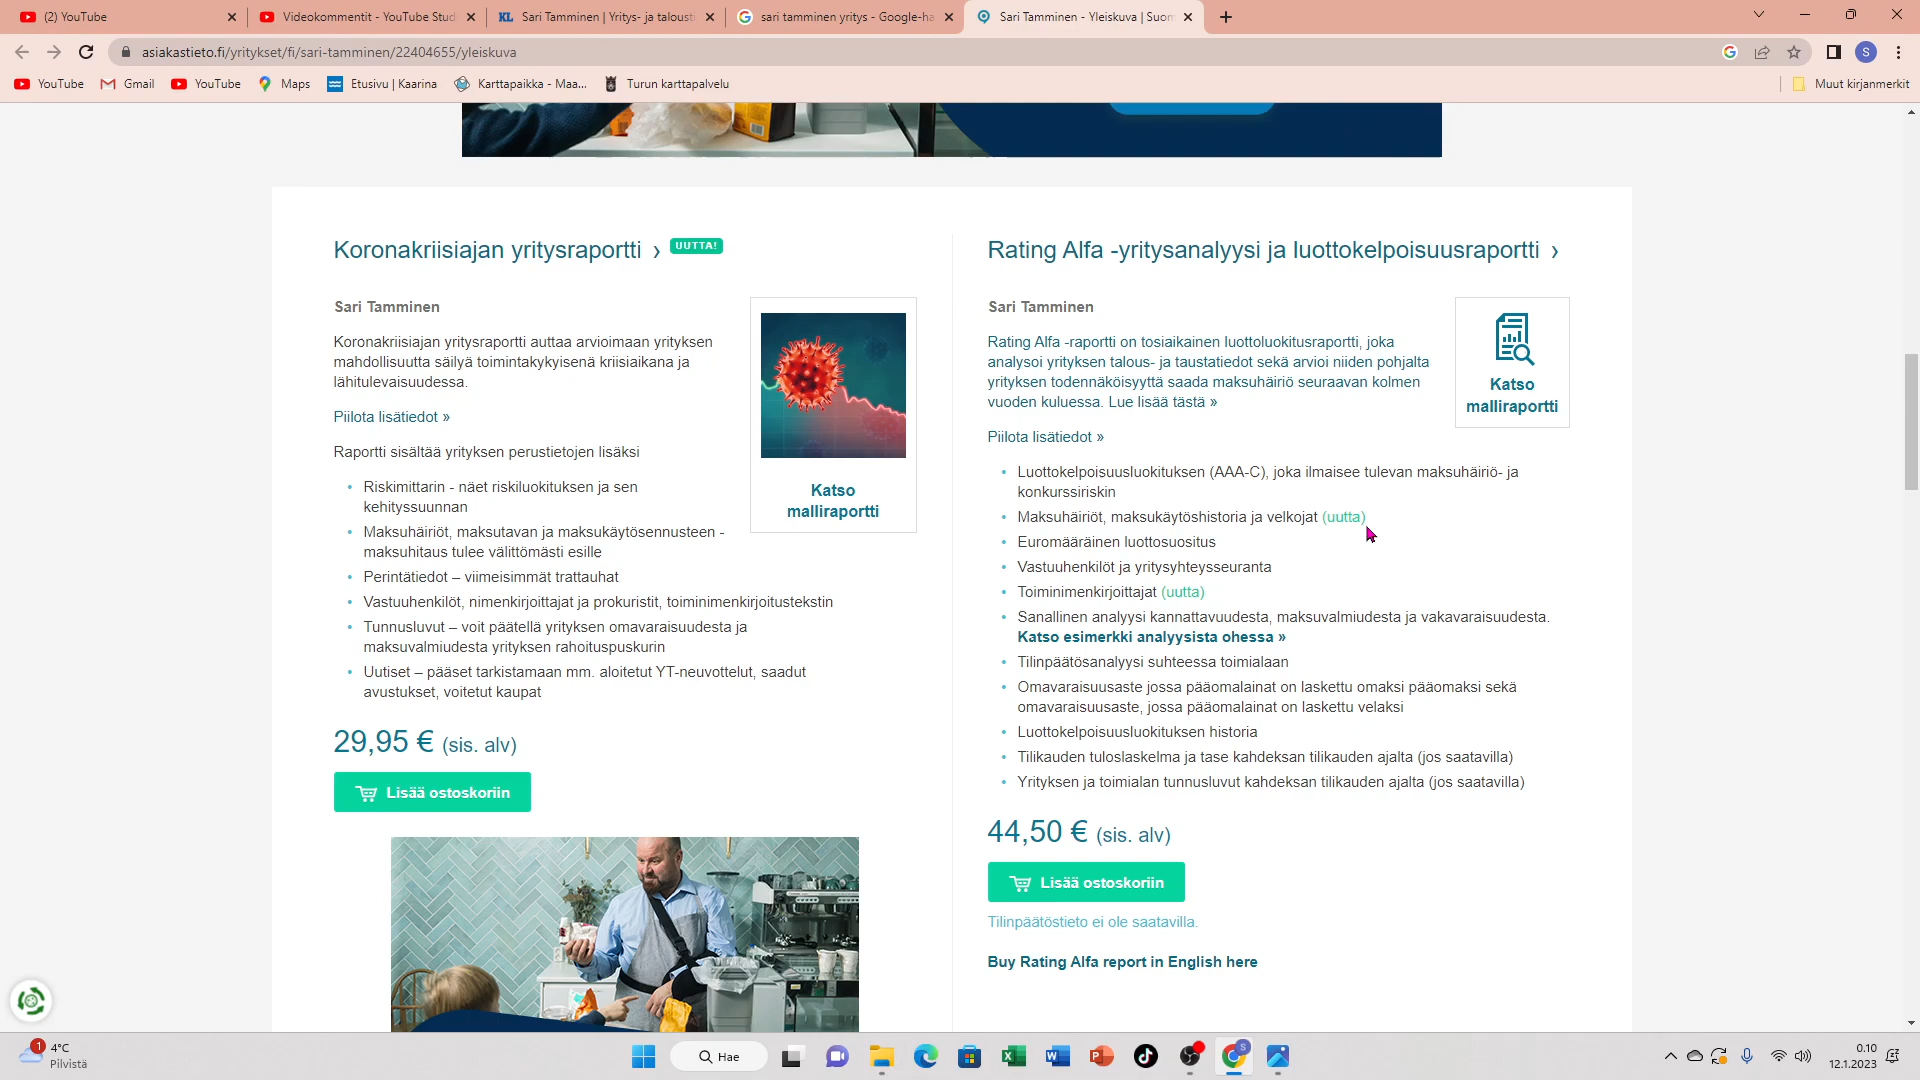 (2) YouTube
Videokommentit - YouTube Stud
KL Sari Tamminen | Yritys- ja talousti
sari tamminen yritys - Google-ha
Sari Tamminen - Yleiskuva | Suom
asiakastieto.fi/yritykset/fi/sari-tamminen/22404655/yleiskuva
S
YouTube
Gmail
YouTube
Maps
Etusivu | Kaarina
Karttapaikka - Maa...
Turun karttapalvelu
Muut kirjanmerkit
Koronakriisiajan yritysraportti › UUTTA!
Sari Tamminen
Koronakriisiajan yritysraportti auttaa arvioimaan yrityksen
mahdollisuutta säilyä toimintakykyisenä kriisiaikana ja
lähitulevaisuudessa.
Piilota lisätiedot »
Raportti sisältää yrityksen perustietojen lisäksi
• Riskimittarin - näet riskiluokituksen ja sen
kehityssuunnan
• Maksuhäiriöt, maksutavan ja maksukäytösennusteen -
maksuhitaus tulee välittömästi esille
• Perintätiedot – viimeisimmät trattauhat
• Vastuuhenkilöt, nimenkirjoittajat ja prokuristit, toiminimenkirjoitustekstin
• Tunnusluvut – voit päätellä yrityksen omavaraisuudesta ja
maksuvalmiudesta yrityksen rahoituspuskurin
• Uutiset – pääset tarkistamaan mm. aloitetut YT-neuvottelut, saadut
avustukset, voitetut kaupat
Katso
malliraportti
29,95 € (sis. alv)
Lisää ostoskoriin
Rating Alfa -yritysanalyysi ja luottokelpoisuusraportti ›
Sari Tamminen
Rating Alfa -raportti on tosiaikainen luottoluokitusraportti, joka
analysoi yrityksen talous- ja taustatiedot sekä arvioi niiden pohjalta
yrityksen todennäköisyyttä saada maksuhäiriö seuraavan kolmen
vuoden kuluessa. Lue lisää tästä »
Katso
malliraportti
Piilota lisätiedot »
• Luottokelpoisuusluokituksen (AAA-C), joka ilmaisee tulevan maksuhäiriö- ja
konkurssiriskin
• Maksuhäiriöt, maksukäytöshistoria ja velkojat (uutta)
• Euromääräinen luottosuositus
• Vastuuhenkilöt ja yritysyhteysseuranta
• Toiminimenkirjoittajat (uutta)
• Sanallinen analyysi kannattavuudesta, maksuvalmiudesta ja vakavaraisuudesta.
Katso esimerkki analyysista ohessa »
• Tilinpäätösanalyysi suhteessa toimialaan
• Omavaraisuusaste jossa pääomalainat on laskettu omaksi pääomaksi sekä
omavaraisuusaste, jossa pääomalainat on laskettu velaksi
• Luottokelpoisuusluokituksen historia
• Tilikauden tuloslaskelma ja tase kahdeksan tilikauden ajalta (jos saatavilla)
• Yrityksen ja toimialan tunnusluvut kahdeksan tilikauden ajalta (jos saatavilla)
44,50 € (sis. alv)
Lisää ostoskoriin
Tilinpäätöstieto ei ole saatavilla.
Buy Rating Alfa report in English here
1
4°C
Pilvistä
Hae
S
0.10
12.1.2023